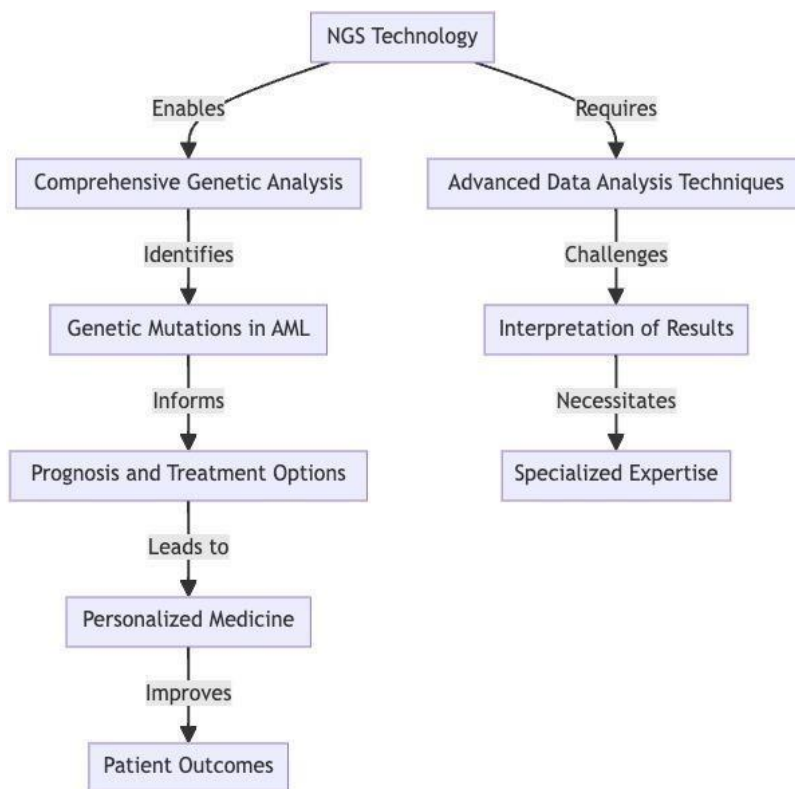 NGS Technology
Enables
Requires
Comprehensive Genetic Analysis
Advanced Data Analysis Techniques
Identifies
Challenges
Genetic Mutations in AML
Interpretation of Results
Informs
Necessitates
Prognosis and Treatment Options
Specialized Expertise
Leads to
Personalized Medicine
Improves
Patient Outcomes